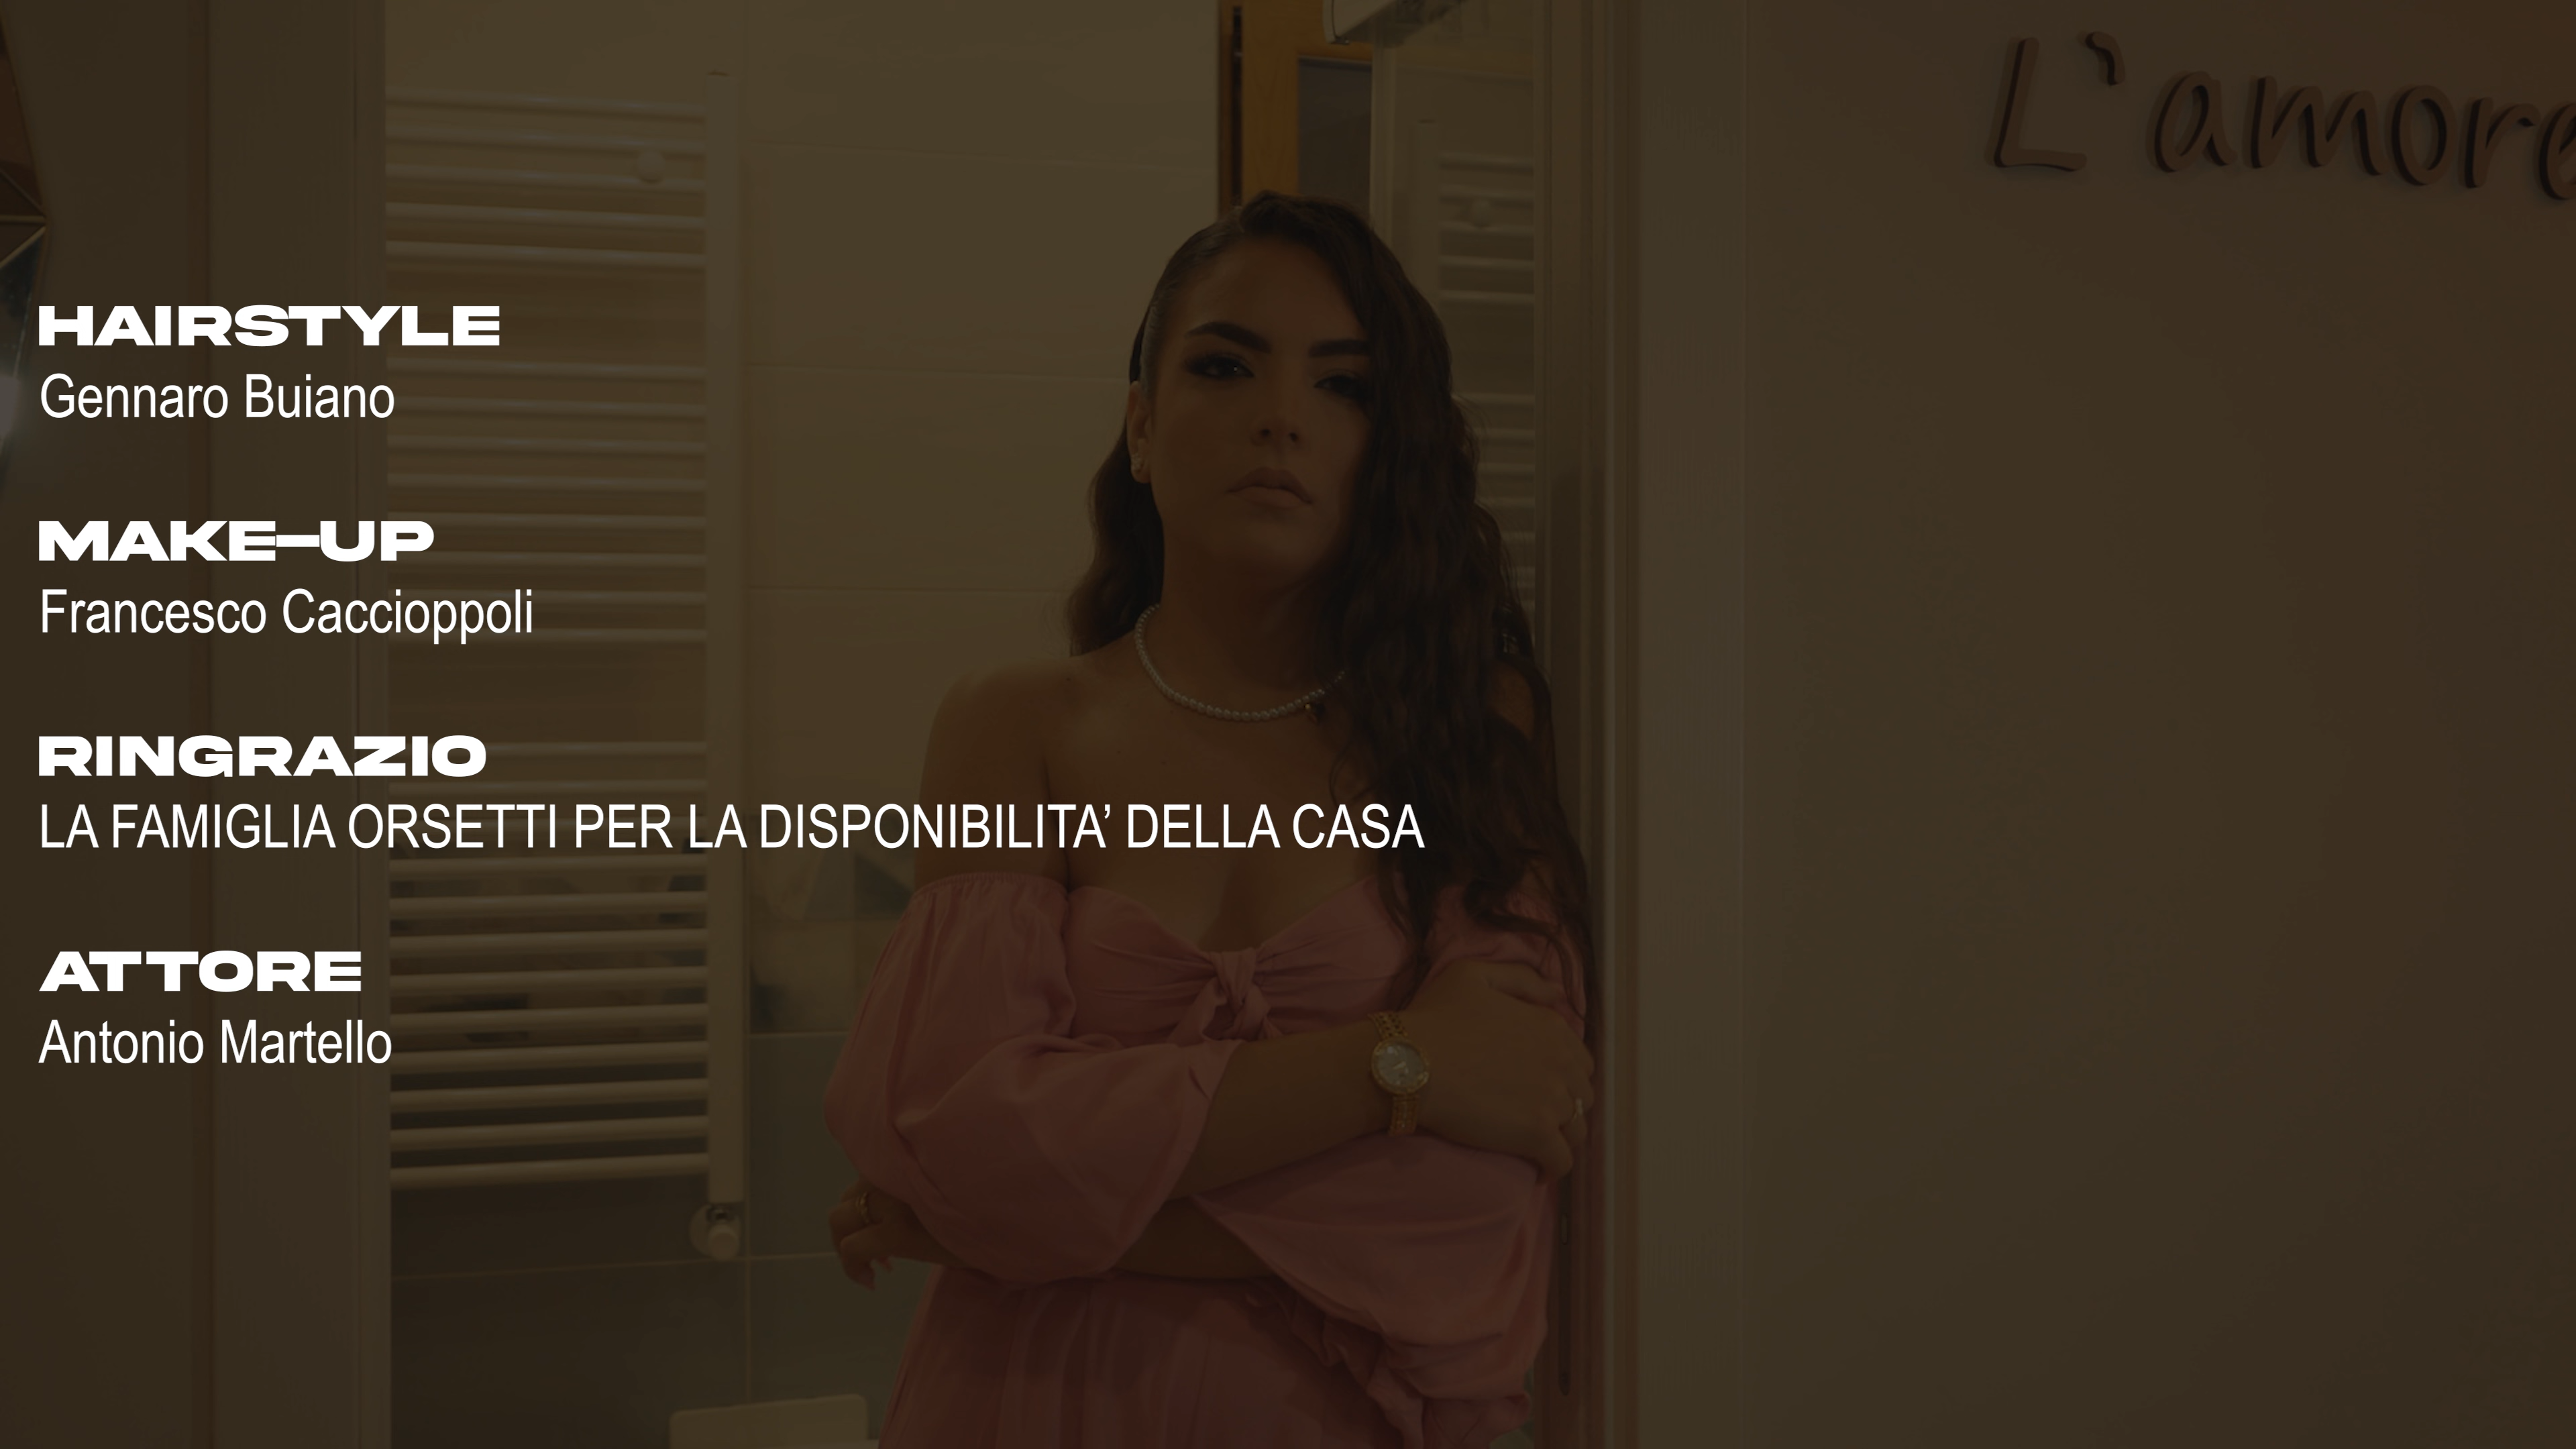 L'amore
HAIRSTYLE
Gennaro Buiano
MAKE-UP
Francesco Caccioppoli
RINGRAZIO
LA FAMIGLIA ORSETTI PER LA DISPONIBILITA' DELLA CASA
ATTORE
Antonio Martello